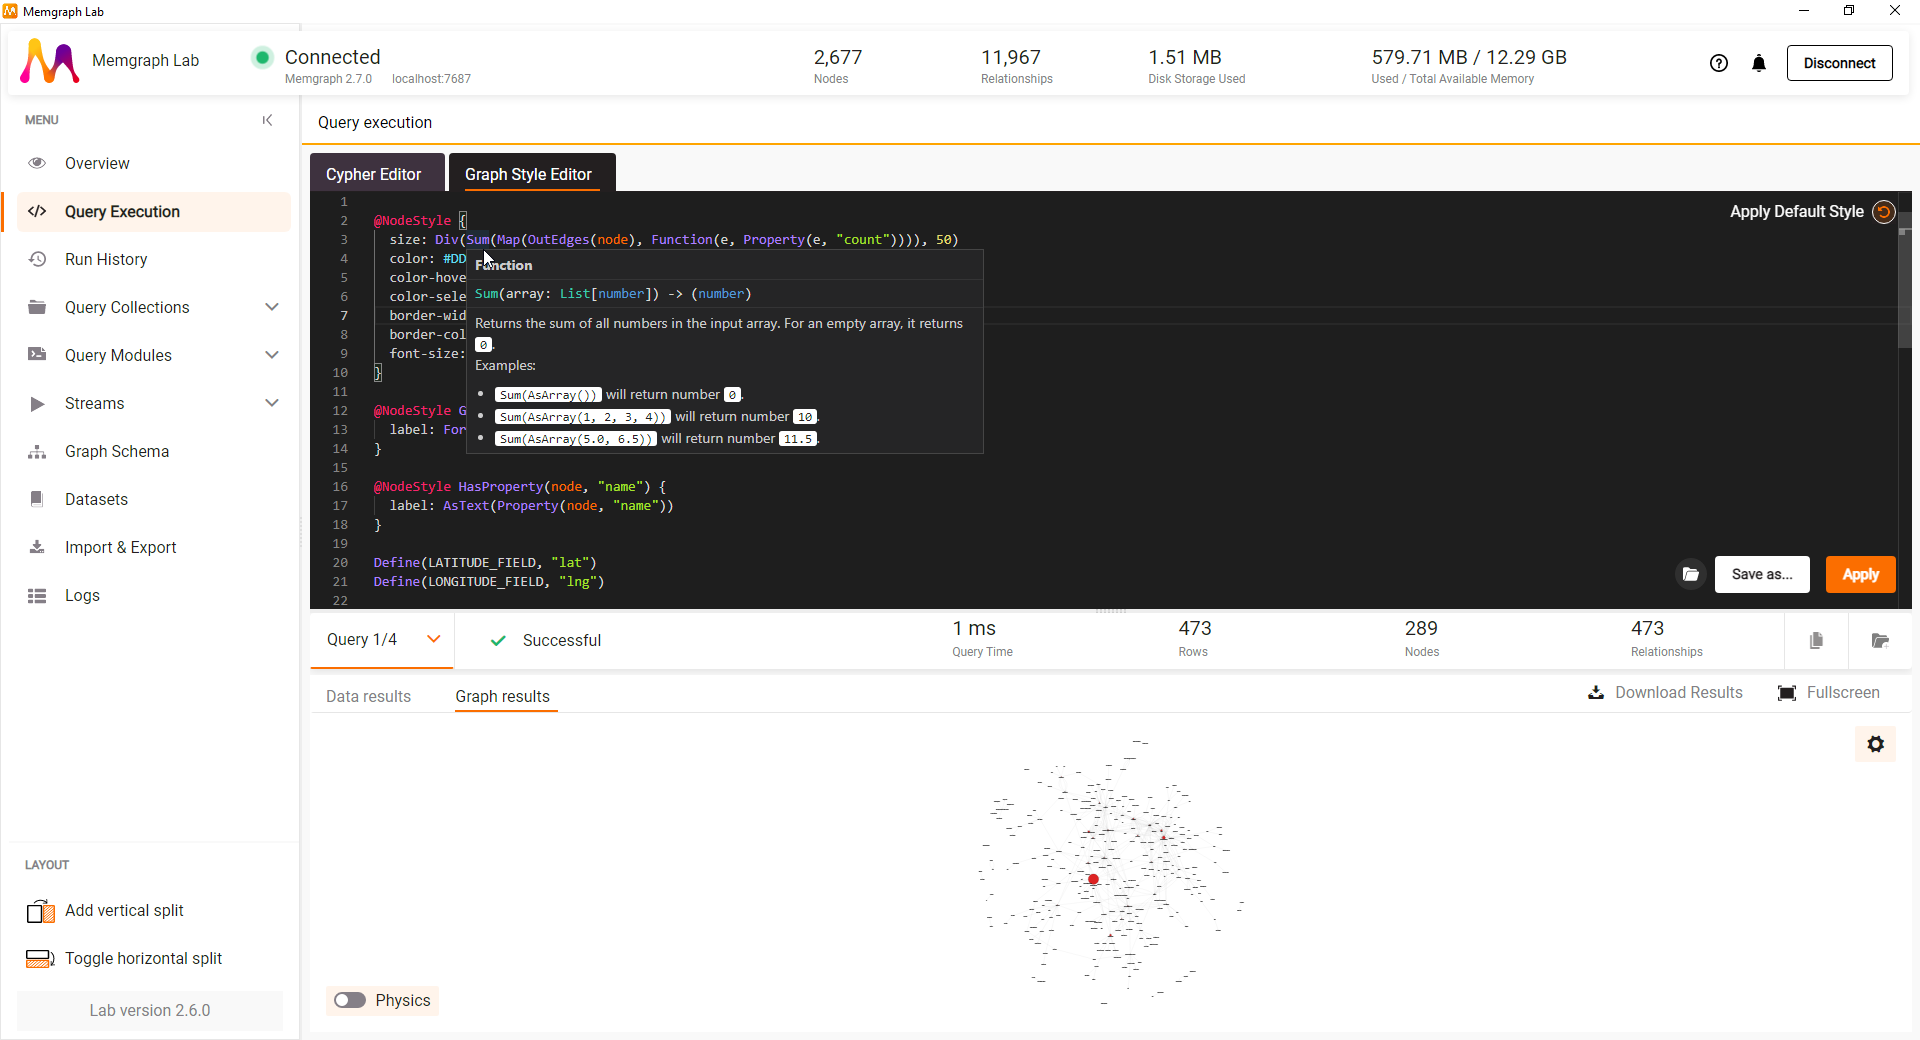 Memgraph Lab
Memgraph Lab
Connected
Memgraph 2.7.0 localhost:7687
2,677
Nodes
11,967
Relationships
1.51 MB
Disk Storage Used
579.71 MB / 12.29 GB
Used / Total Available Memory
Disconnect
MENU
Overview
Query Execution
Run History
Query Collections
Query Modules
Streams
Graph Schema
Datasets
Import & Export
Logs
LAYOUT
Add vertical split
Toggle horizontal split
Lab version 2.6.0
Query execution
Cypher Editor
Graph Style Editor
Apply Default Style
1
2 @NodeStyle {
3 size: Div(Sum(Map(OutEdges(node), Function(e, Property(e, "count")))), 50)
4 color: #DD
5 color-hove
6 color-sele
7 border-wid
8 border-col
9 font-size:
10 }
11
12 @NodeStyle G
13 label: For
14 }
15
16 @NodeStyle HasProperty(node, "name") {
17 label: AsText(Property(node, "name"))
18 }
19
20 Define(LATITUDE_FIELD, "lat")
21 Define(LONGITUDE_FIELD, "lng")
22
Function
Sum(array: List[number]) -> (number)
Returns the sum of all numbers in the input array. For an empty array, it returns
0.
Examples:
• Sum(AsArray()) will return number 0.
• Sum(AsArray(1, 2, 3, 4)) will return number 10.
• Sum(AsArray(5.0, 6.5)) will return number 11.5.
Save as...
Apply
Query 1/4
Successful
1 ms
Query Time
473
Rows
289
Nodes
473
Relationships
Data results
Graph results
Download Results
Fullscreen
Physics